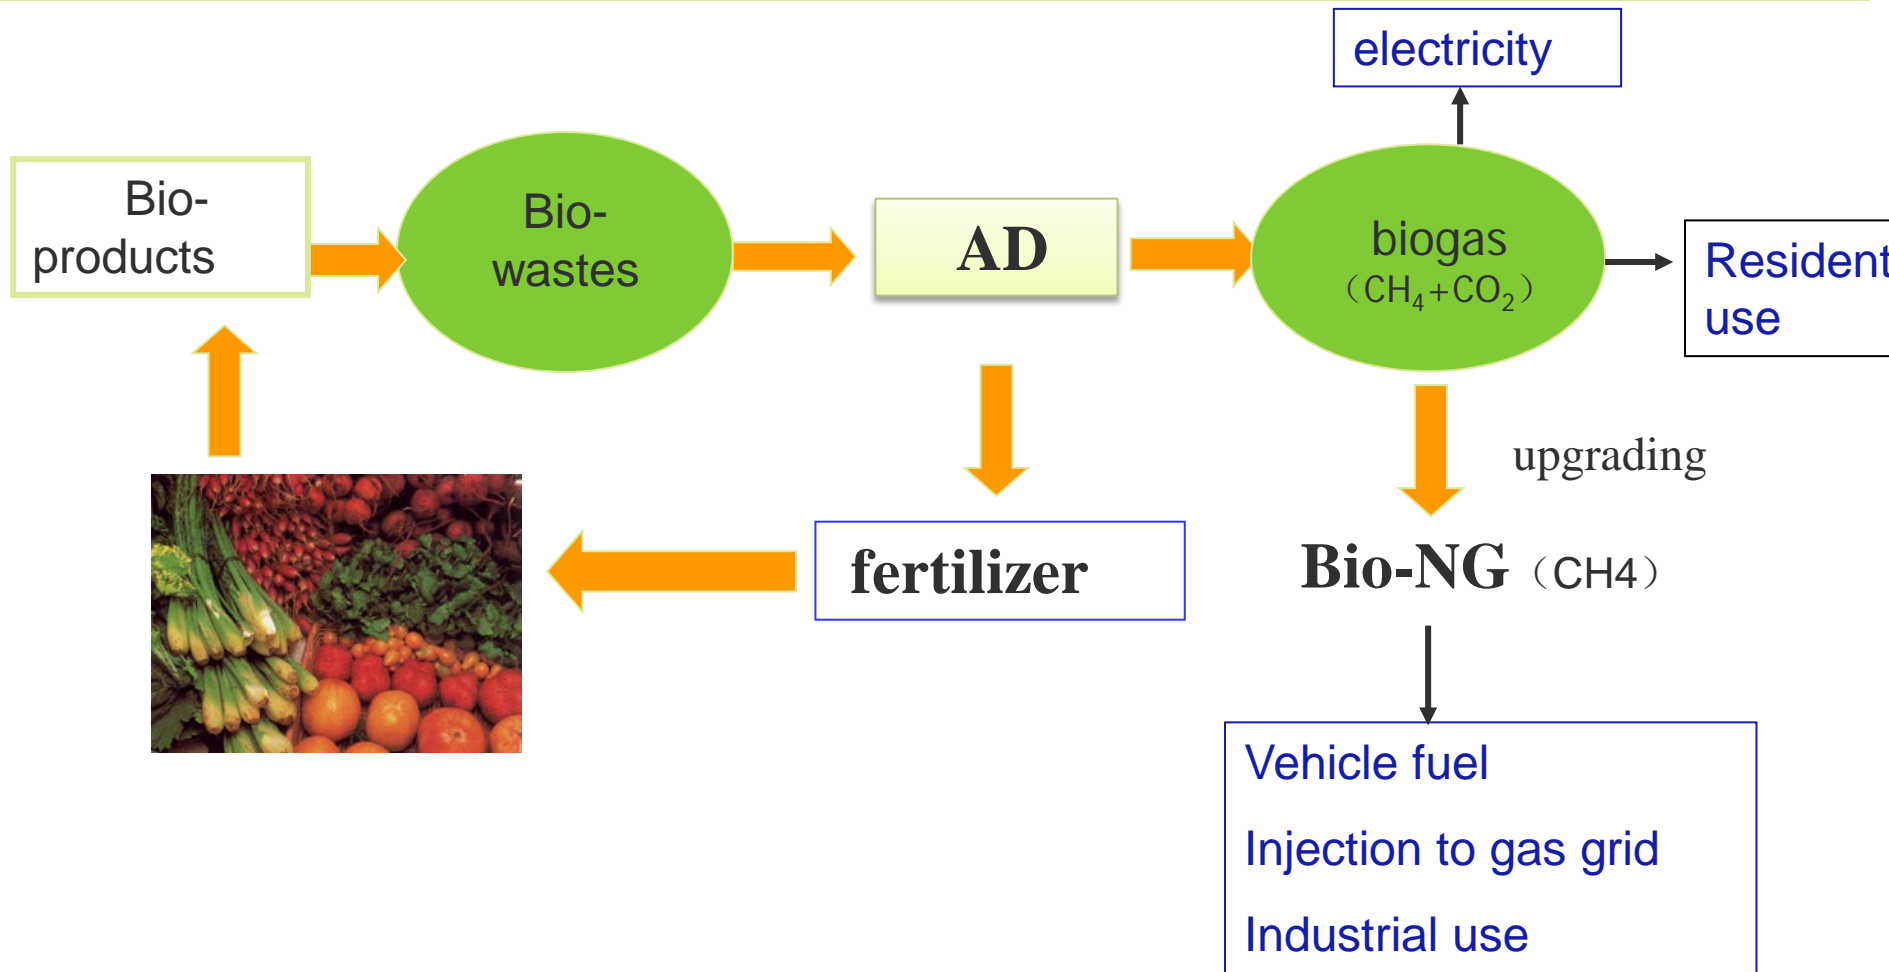 electricity
Bio-
products
Bio-
wastes
AD
biogas
（CH₄+CO₂）
Resident
use
upgrading
fertilizer
Bio-NG（CH4）
Vehicle fuel
Injection to gas grid
Industrial use